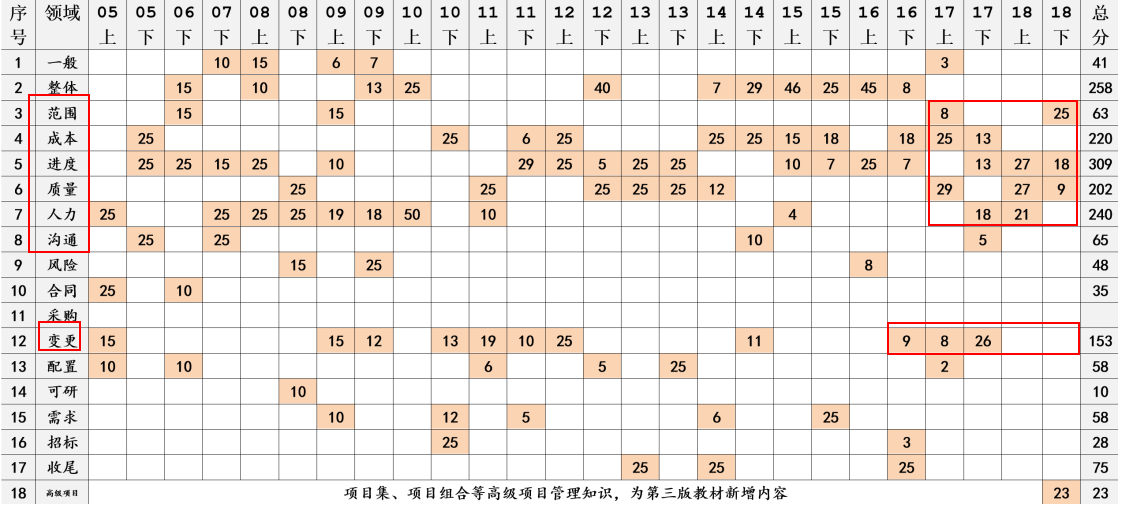 序号 领域 05上 05下 06下 07下 08上 08下 09上 09下 10上 10下 11上 11下 12上 12下 13上 13下 14上 14下 15上 15下 16上 16下 17上 17下 18上 18下 总分
1 一般 10 15 6 7 3 41
2 整体 15 10 13 25 40 7 29 46 25 45 8 258
3 范围 15 15 8 25 63
4 成本 25 25 6 25 25 25 15 18 18 25 13 220
5 进度 25 25 15 25 10 29 25 5 25 25 10 7 25 7 13 27 18 309
6 质量 25 25 25 25 25 12 29 27 9 202
7 人力 25 25 25 25 19 18 50 10 4 18 21 240
8 沟通 25 25 10 5 65
9 风险 15 25 8 48
10 合同 25 10 35
11 采购
12 变更 15 15 12 13 19 10 25 11 9 8 26 153
13 配置 10 10 6 5 25 2 58
14 可研 10 10
15 需求 10 12 5 6 25 58
16 招标 25 3 28
17 收尾 25 25 25 75
18 高级项目 项目集、项目组合等高级项目管理知识，为第三版教材新增内容 23 23